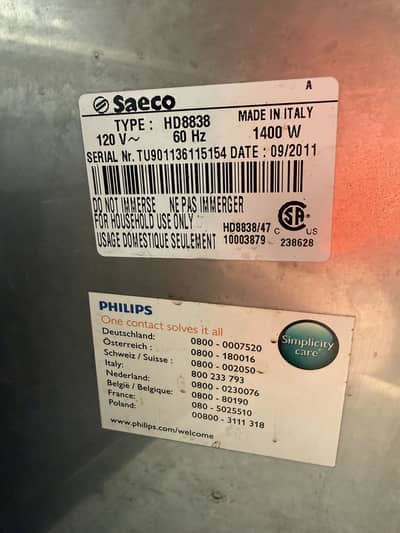 A
Saeco
TYPE : HD8838 MADE IN ITALY
120 V~ 60 Hz 1400 W
SERIAL Nr. TU901136115154 DATE : 09/2011
DO NOT IMMERSE NE PAS IMMERGER
FOR HOUSEHOLD USE ONLY HD8838/47
USAGE DOMESTIQUE SEULEMENT 10003879
C SA US
238628
PHILIPS
One contact solves it all
Deutschland: 0800 - 0007520
Österreich : 0800 - 180016
Schweiz / Suisse : 0800 - 002050
Italy: 800 233 793
Nederland: 0800 - 0230076
België / Belgique: 0800 - 80190
France: 080 - 5025510
Poland: 00800 - 3111 318
www.philips.com/welcome
Simplicity
care